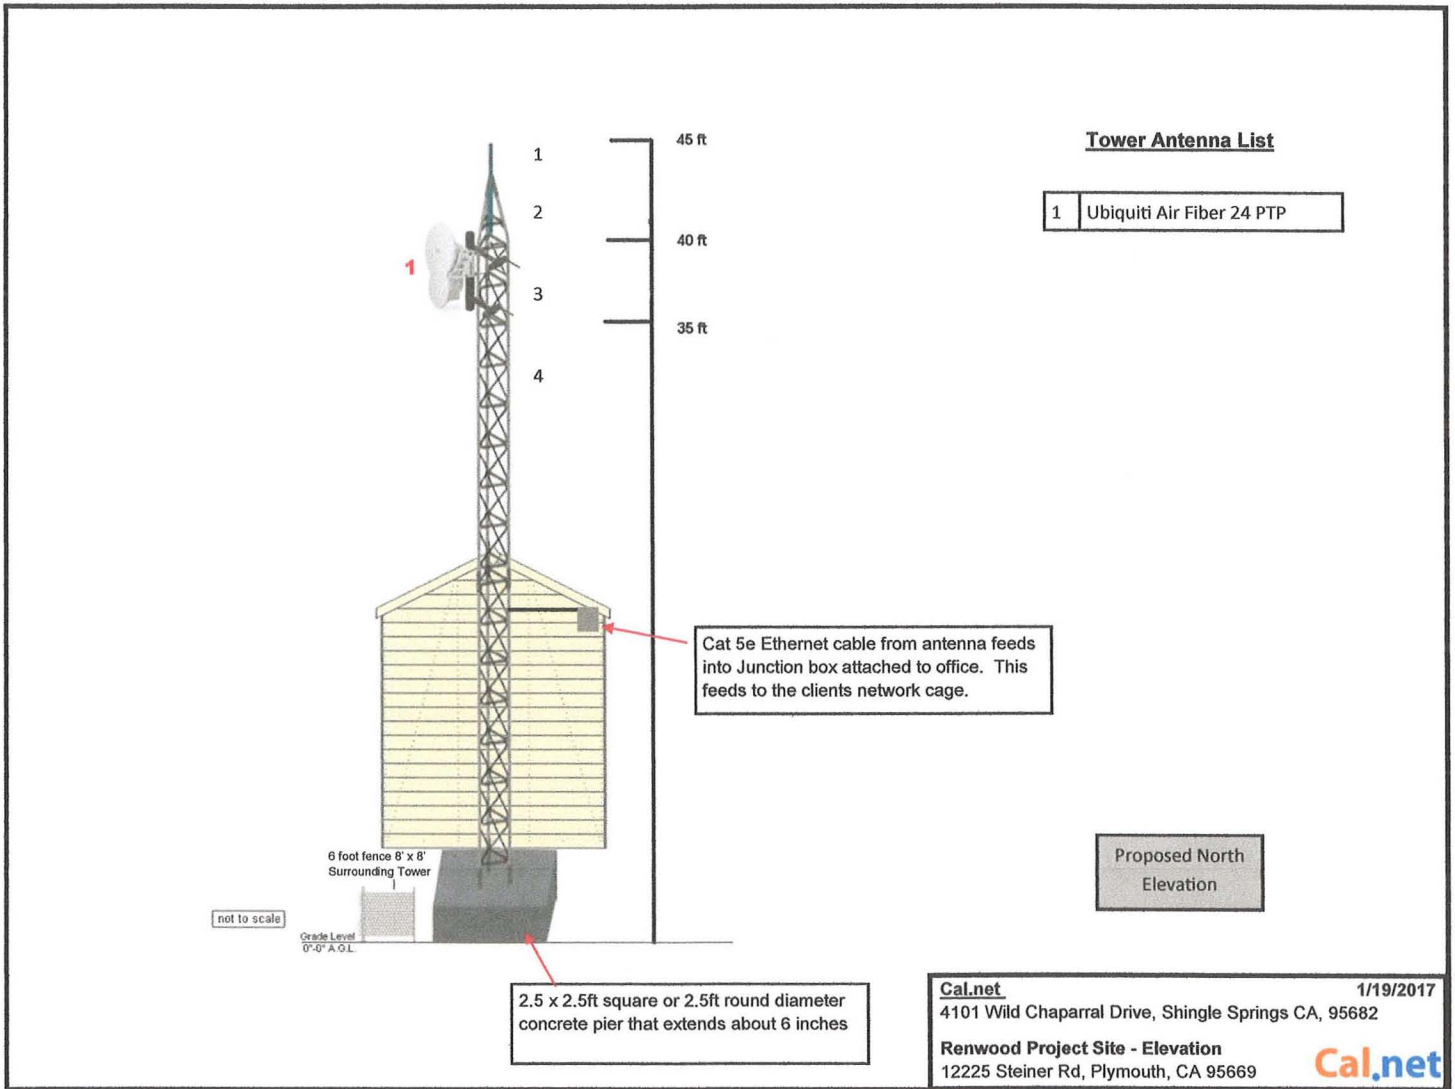 45 ft
Tower Antenna List
1
2
1 Ubiquiti Air Fiber 24 PTP
40 ft
1
3
35 ft
4
Cat 5e Ethernet cable from antenna feeds
into Junction box attached to office. This
feeds to the clients network cage.
6 foot fence 8' x 8'
Surrounding Tower
Proposed North
Elevation
not to scale
Grade Level
0"-0" A.G.L.
2.5 x 2.5ft square or 2.5ft round diameter
concrete pier that extends about 6 inches
Cal.net 1/19/2017
4101 Wild Chaparral Drive, Shingle Springs CA, 95682
Renwood Project Site - Elevation
12225 Steiner Rd, Plymouth, CA 95669
Cal.net